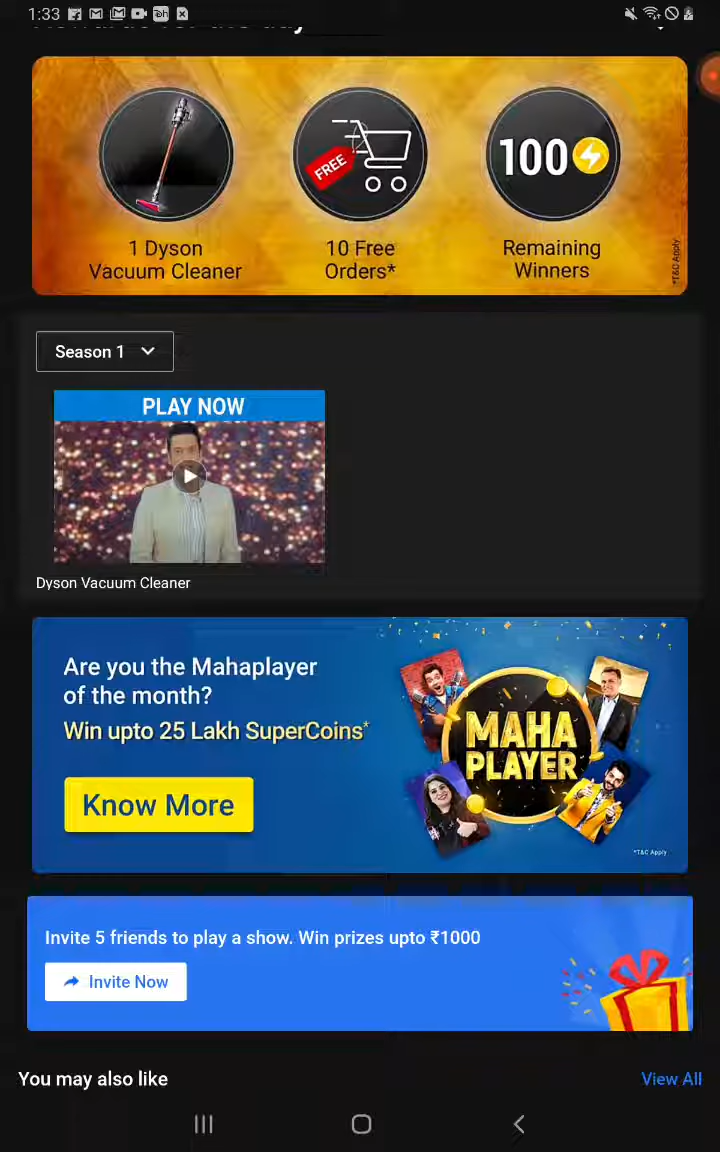 1:33
1 Dyson
Vacuum Cleaner
FREE
10 Free
Orders*
100
Remaining
Winners
*T&C Apply
Season 1
PLAY NOW
Dyson Vacuum Cleaner
Are you the Mahaplayer
of the month?
Win upto 25 Lakh SuperCoins*
Know More
MAHA
PLAYER
*T&C Apply
Invite 5 friends to play a show. Win prizes upto ₹1000
Invite Now
You may also like
View All